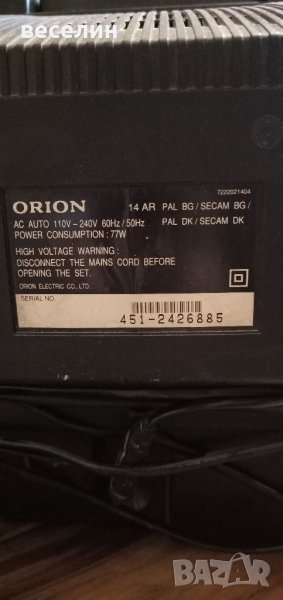 веселин
7222021404
ORION 14 AR PAL BG / SECAM BG /
AC AUTO 110V ~ 240V 60Hz / 50Hz PAL DK / SECAM DK
POWER CONSUMPTION : 77W
HIGH VOLTAGE WARNING :
DISCONNECT THE MAINS CORD BEFORE
OPENING THE SET.
ORION ELECTRIC CO., LTD.
SERIAL NO.
451-2426885
BAZAR